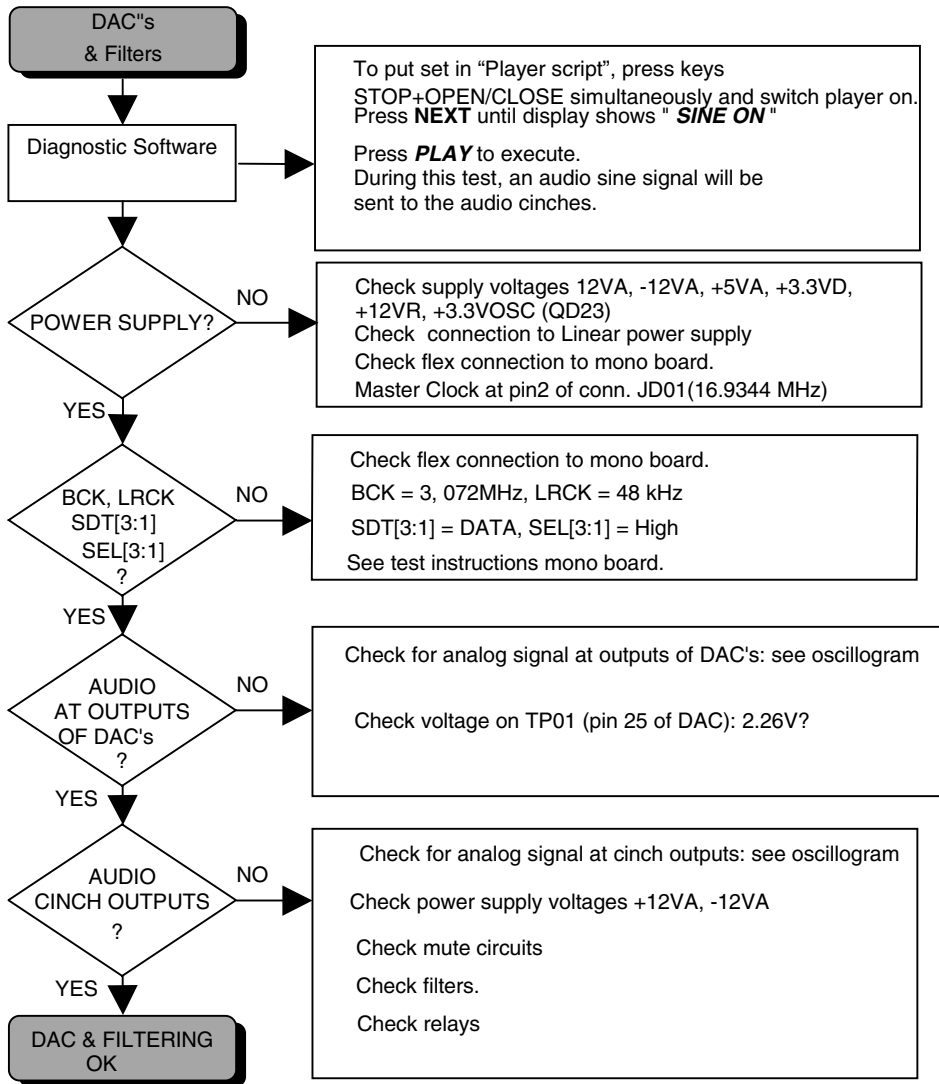 DAC"s
& Filters
Diagnostic Software
To put set in “Player script”, press keys
STOP+OPEN/CLOSE simultaneously and switch player on.
Press NEXT until display shows " SINE ON "
Press PLAY to execute.
During this test, an audio sine signal will be
sent to the audio cinches.
POWER SUPPLY?
NO
Check supply voltages 12VA, -12VA, +5VA, +3.3VD,
+12VR, +3.3VOSC (QD23)
Check connection to Linear power supply
Check flex connection to mono board.
Master Clock at pin2 of conn. JD01(16.9344 MHz)
YES
BCK, LRCK
SDT[3:1]
SEL[3:1]
?
NO
Check flex connection to mono board.
BCK = 3, 072MHz, LRCK = 48 kHz
SDT[3:1] = DATA, SEL[3:1] = High
See test instructions mono board.
YES
AUDIO
AT OUTPUTS
OF DAC's
?
NO
Check for analog signal at outputs of DAC's: see oscillogram
Check voltage on TP01 (pin 25 of DAC): 2.26V?
YES
AUDIO
CINCH OUTPUTS
?
NO
Check for analog signal at cinch outputs: see oscillogram
Check power supply voltages +12VA, -12VA
Check mute circuits
Check filters.
Check relays
YES
DAC & FILTERING
OK